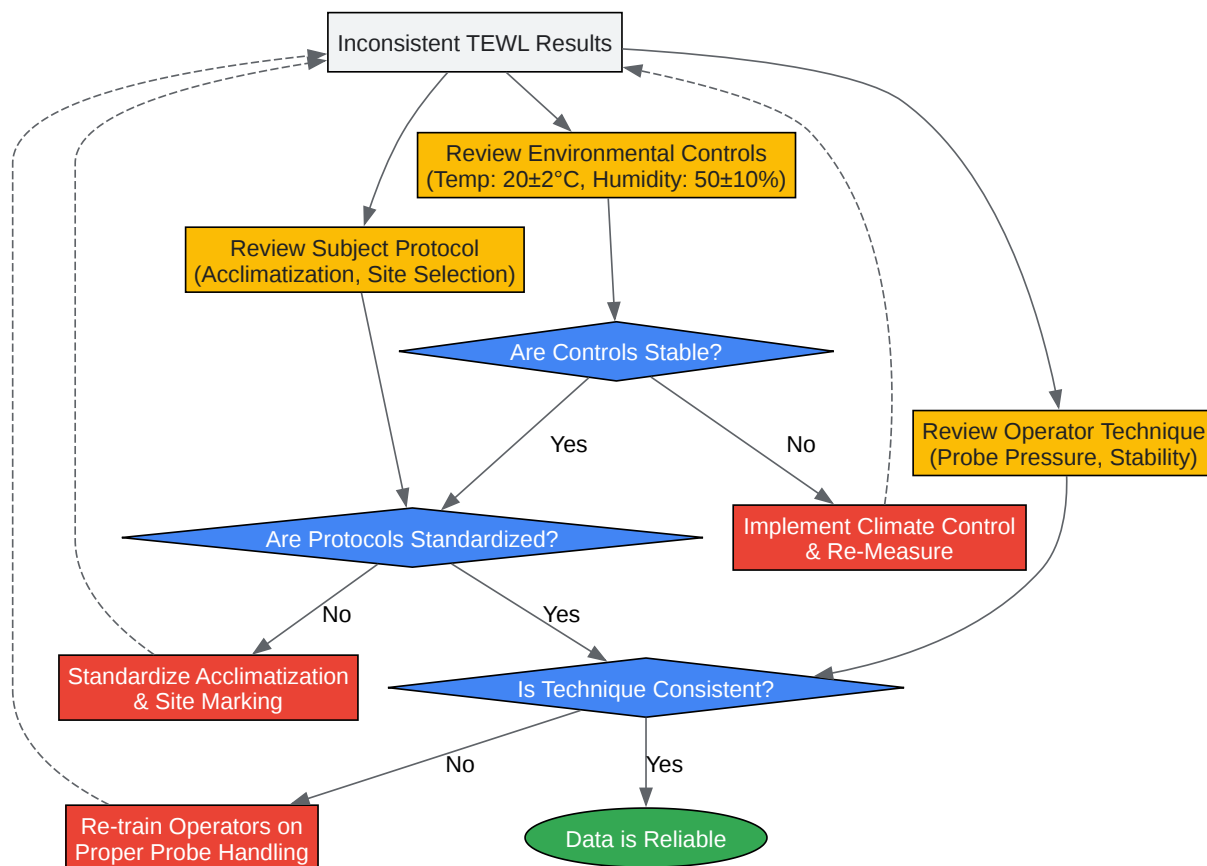 Inconsistent TEWL Results
Review Environmental Controls
(Temp: 20±2°C, Humidity: 50±10%)
Review Subject Protocol
(Acclimatization, Site Selection)
Are Controls Stable?
Review Operator Technique
(Probe Pressure, Stability)
Yes
No
Implement Climate Control
& Re-Measure
Are Protocols Standardized?
No
Yes
Standardize Acclimatization
& Site Marking
Is Technique Consistent?
No
Yes
Re-train Operators on
Proper Probe Handling
Data is Reliable